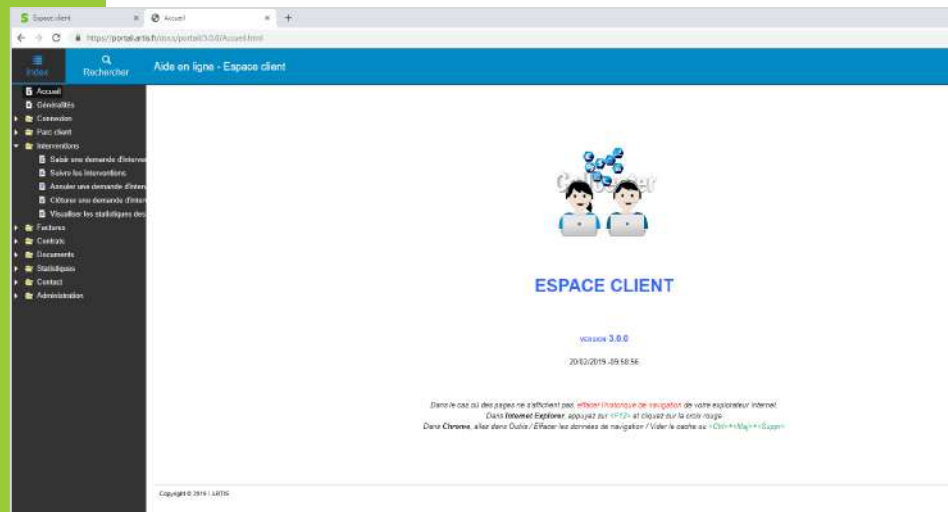 Espace client
Accueil
https://portail.artis.fr/docs/portail/3.0.0/Accueil.html
Index
Rechercher
Aide en ligne - Espace client
Accueil
Généralités
Connexion
Parc client
Interventions
Saisir une demande d'interven
Suivre les interventions
Annuler une demande d'interv
Clôturer une demande d'interv
Visualiser les statistiques des
Factures
Contrats
Documents
Statistiques
Contact
Administration
ESPACE CLIENT
VERSION 3.0.0
20/02/2019 -09:58:56
Dans le cas où des pages ne s'affichent pas, effacer l'historique de navigation de votre explorateur internet.
Dans Internet Explorer, appuyez sur <F12> et cliquez sur la croix rouge
Dans Chrome, allez dans Outils / Effacer les données de navigation / Vider le cache ou <Ctrl>+<Maj>+<Suppr>
Copyright © 2019 | ARTIS